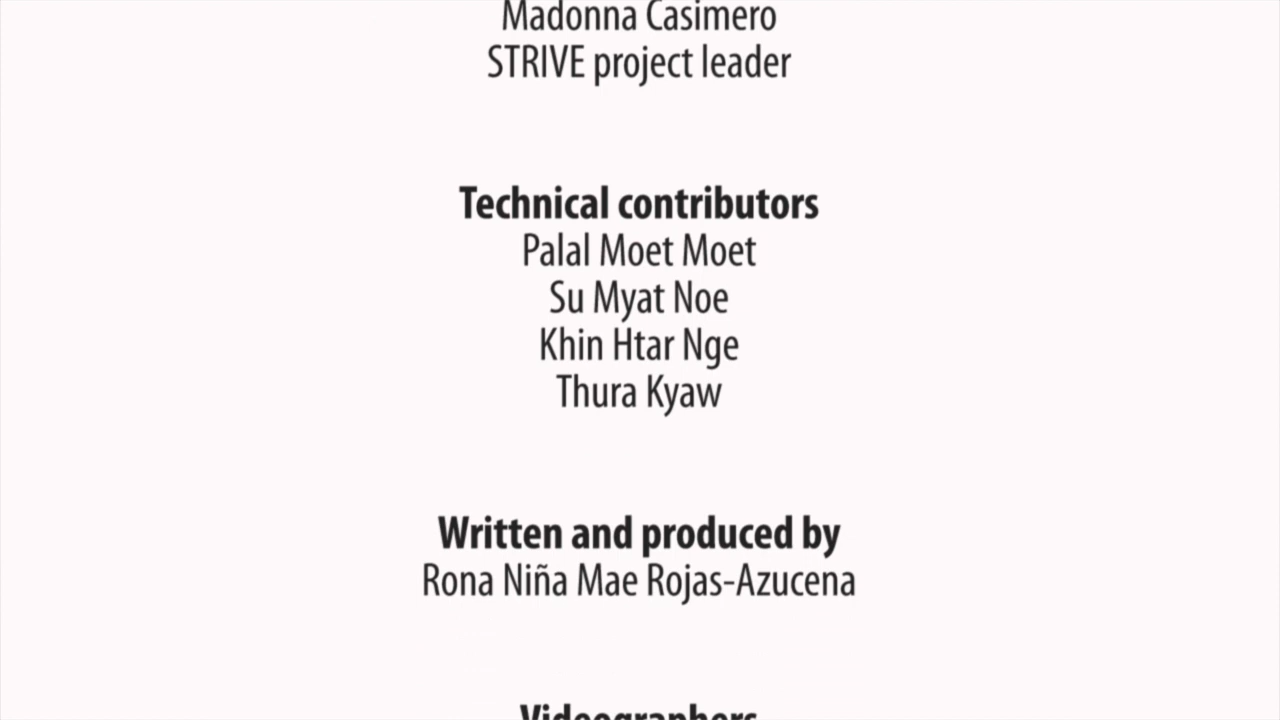 Madonna Casimero
STRIVE project leader
Technical contributors
Palal Moet Moet
Su Myat Noe
Khin Htar Nge
Thura Kyaw
Written and produced by
Rona Niña Mae Rojas-Azucena
Videographers